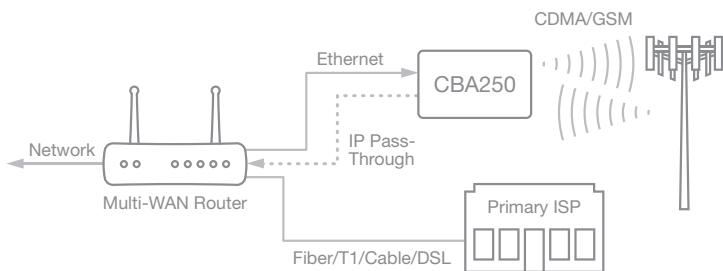 CDMA/GSM
Ethernet
CBA250
IP Pass-
Through
Network
Multi-WAN Router
Primary ISP
Fiber/T1/Cable/DSL